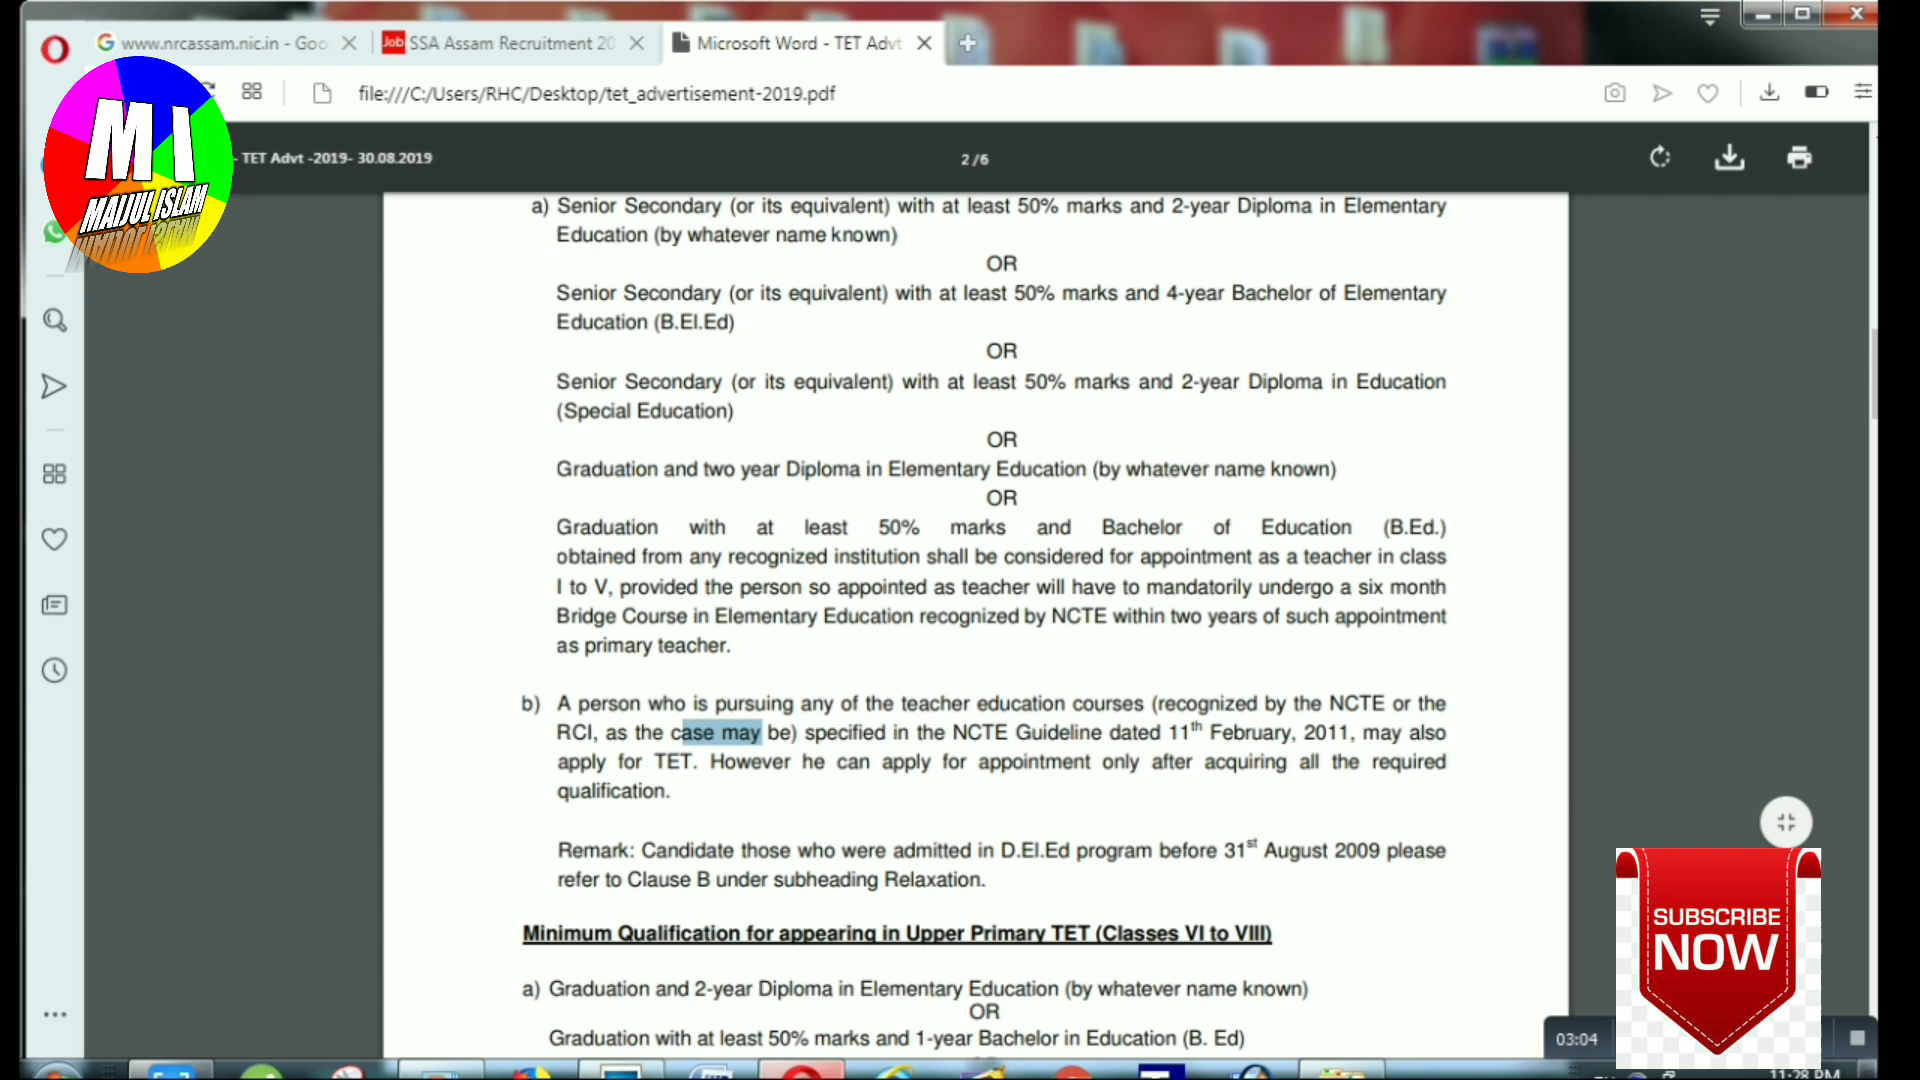 www.nrcassam.nic.in - Goo
SSA Assam Recruitment 20
Microsoft Word - TET Advt
file:///C:/Users/RHC/Desktop/tet_advertisement-2019.pdf
MI
MAIJUL ISLAM
- TET Advt -2019- 30.08.2019
2 /6
a) Senior Secondary (or its equivalent) with at least 50% marks and 2-year Diploma in Elementary
Education (by whatever name known)
OR
Senior Secondary (or its equivalent) with at least 50% marks and 4-year Bachelor of Elementary
Education (B.El.Ed)
OR
Senior Secondary (or its equivalent) with at least 50% marks and 2-year Diploma in Education
(Special Education)
OR
Graduation and two year Diploma in Elementary Education (by whatever name known)
OR
Graduation with at least 50% marks and Bachelor of Education (B.Ed.)
obtained from any recognized institution shall be considered for appointment as a teacher in class
I to V, provided the person so appointed as teacher will have to mandatorily undergo a six month
Bridge Course in Elementary Education recognized by NCTE within two years of such appointment
as primary teacher.
b) A person who is pursuing any of the teacher education courses (recognized by the NCTE or the
RCI, as the case may be) specified in the NCTE Guideline dated 11th February, 2011, may also
apply for TET. However he can apply for appointment only after acquiring all the required
qualification.
Remark: Candidate those who were admitted in D.El.Ed program before 31st August 2009 please
refer to Clause B under subheading Relaxation.
Minimum Qualification for appearing in Upper Primary TET (Classes VI to VIII)
a) Graduation and 2-year Diploma in Elementary Education (by whatever name known)
OR
Graduation with at least 50% marks and 1-year Bachelor in Education (B. Ed)
SUBSCRIBE
NOW
03:04
11:28 PM